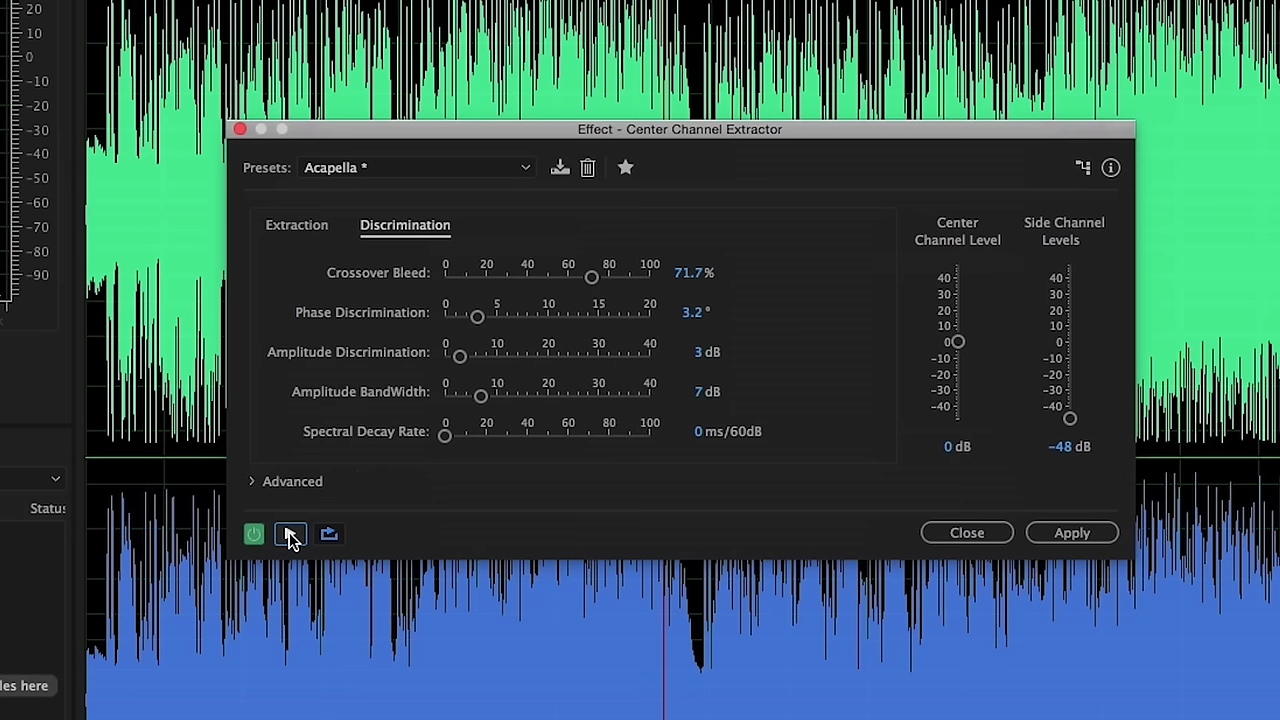 Effect - Center Channel Extractor
Presets: Acapella *
Extraction Discrimination
Center Channel Level
Side Channel Levels
Crossover Bleed: 0 20 40 60 80 100 71.7 %
Phase Discrimination: 0 5 10 15 20 3.2 °
Amplitude Discrimination: 0 10 20 30 40 3 dB
Amplitude BandWidth: 0 10 20 30 40 7 dB
Spectral Decay Rate: 0 20 40 60 80 100 0 ms/60dB
40 30 20 10 0 -10 -20 -30 -40
0 dB
40 30 20 10 0 -10 -20 -30 -40
-48 dB
Advanced
Close Apply
20
10
0
-10
-20
-30
-40
-50
-60
-70
-80
-90
Status
les here